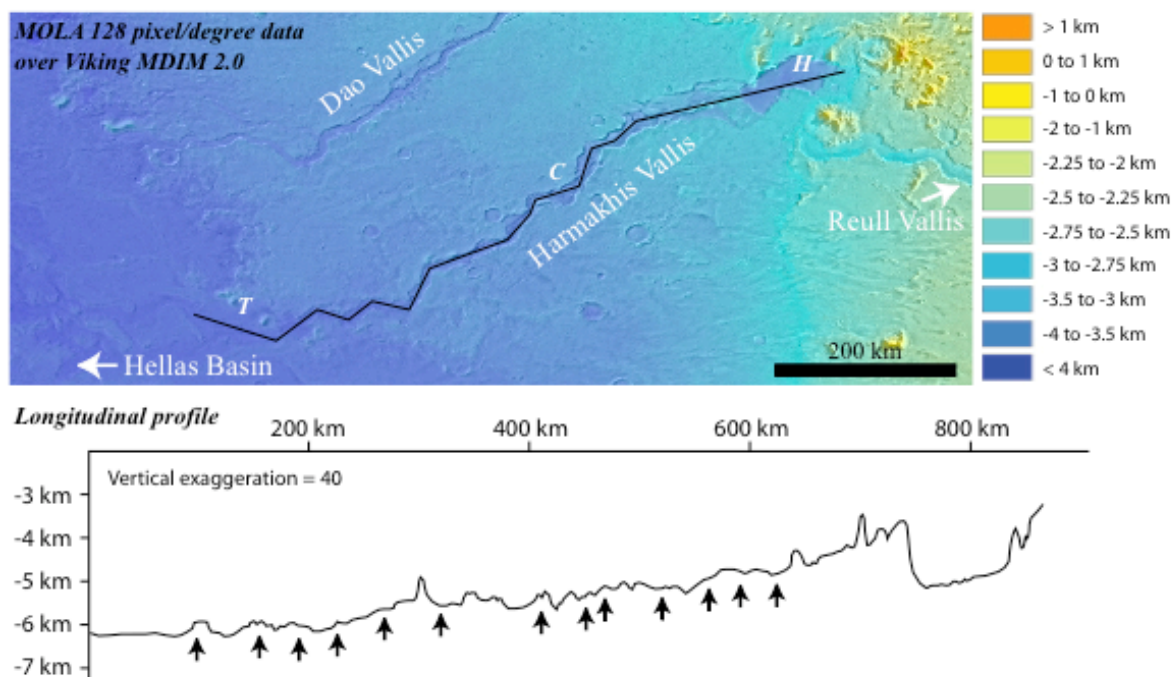 MOLA 128 pixel/degree data
over Viking MDIM 2.0
Dao Vallis
H
C
Harmakhis Vallis
Reull Vallis
T
Hellas Basin
200 km
> 1 km
0 to 1 km
-1 to 0 km
-2 to -1 km
-2.25 to -2 km
-2.5 to -2.25 km
-2.75 to -2.5 km
-3 to -2.75 km
-3.5 to -3 km
-4 to -3.5 km
< 4 km
Longitudinal profile
200 km 400 km 600 km 800 km
Vertical exaggeration = 40
-3 km
-4 km
-5 km
-6 km
-7 km